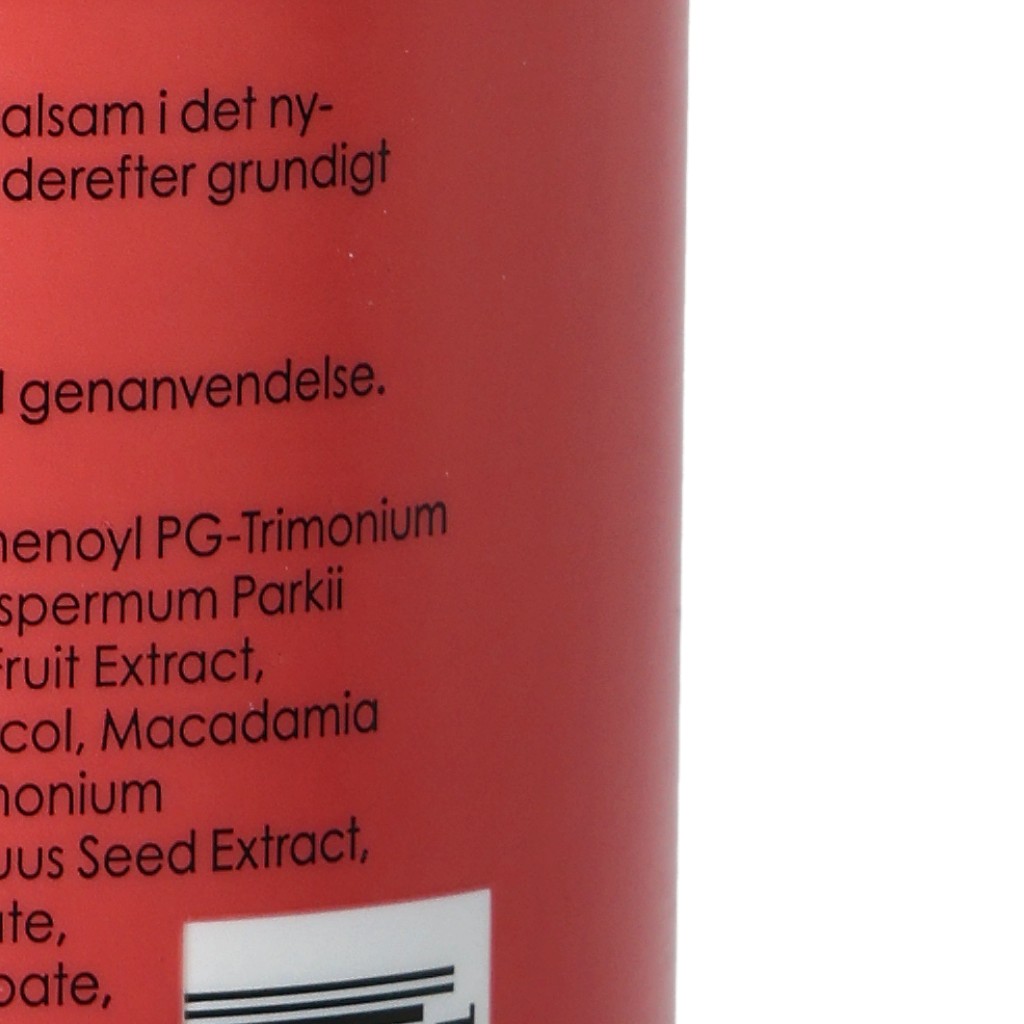 alsam i det ny-
derefter grundigt
genanvendelse.
henoyl PG-Trimonium
spermum Parkii
Fruit Extract,
col, Macadamia
monium
uus Seed Extract,
ate,
oate,